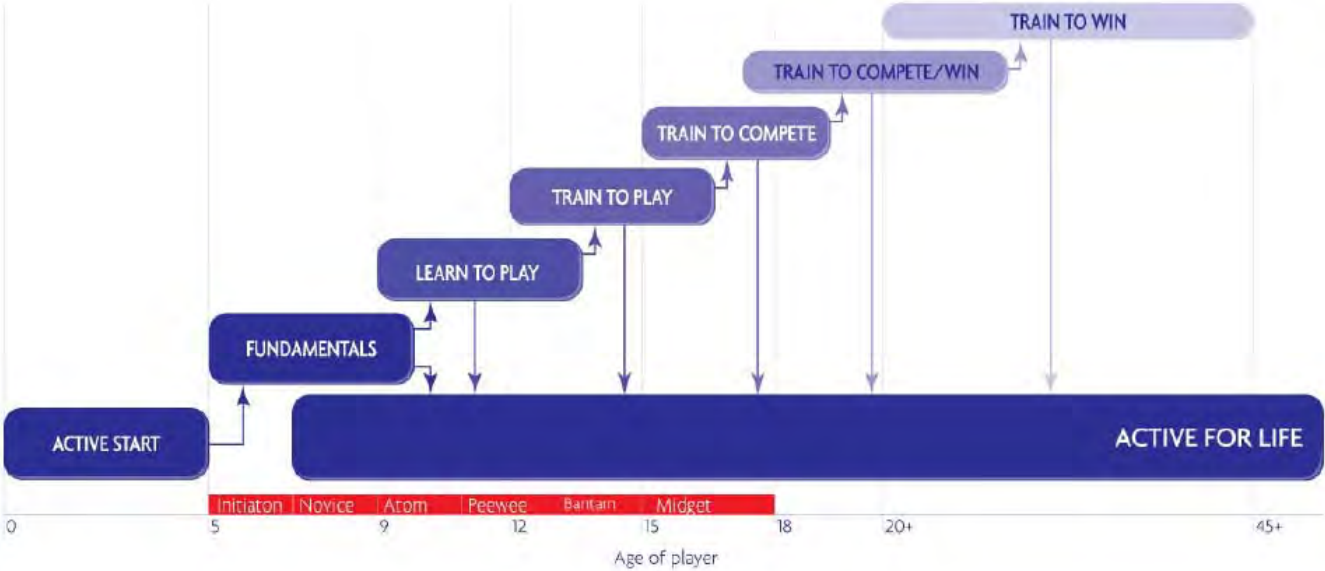 TRAIN TO WIN
TRAIN TO COMPETE/WIN
TRAIN TO COMPETE
TRAIN TO PLAY
LEARN TO PLAY
FUNDAMENTALS
ACTIVE START
ACTIVE FOR LIFE
Initiaton Novice Atom Peewee Bantam Midget
0 5 9 12 15 18 20+ 45+
Age of player